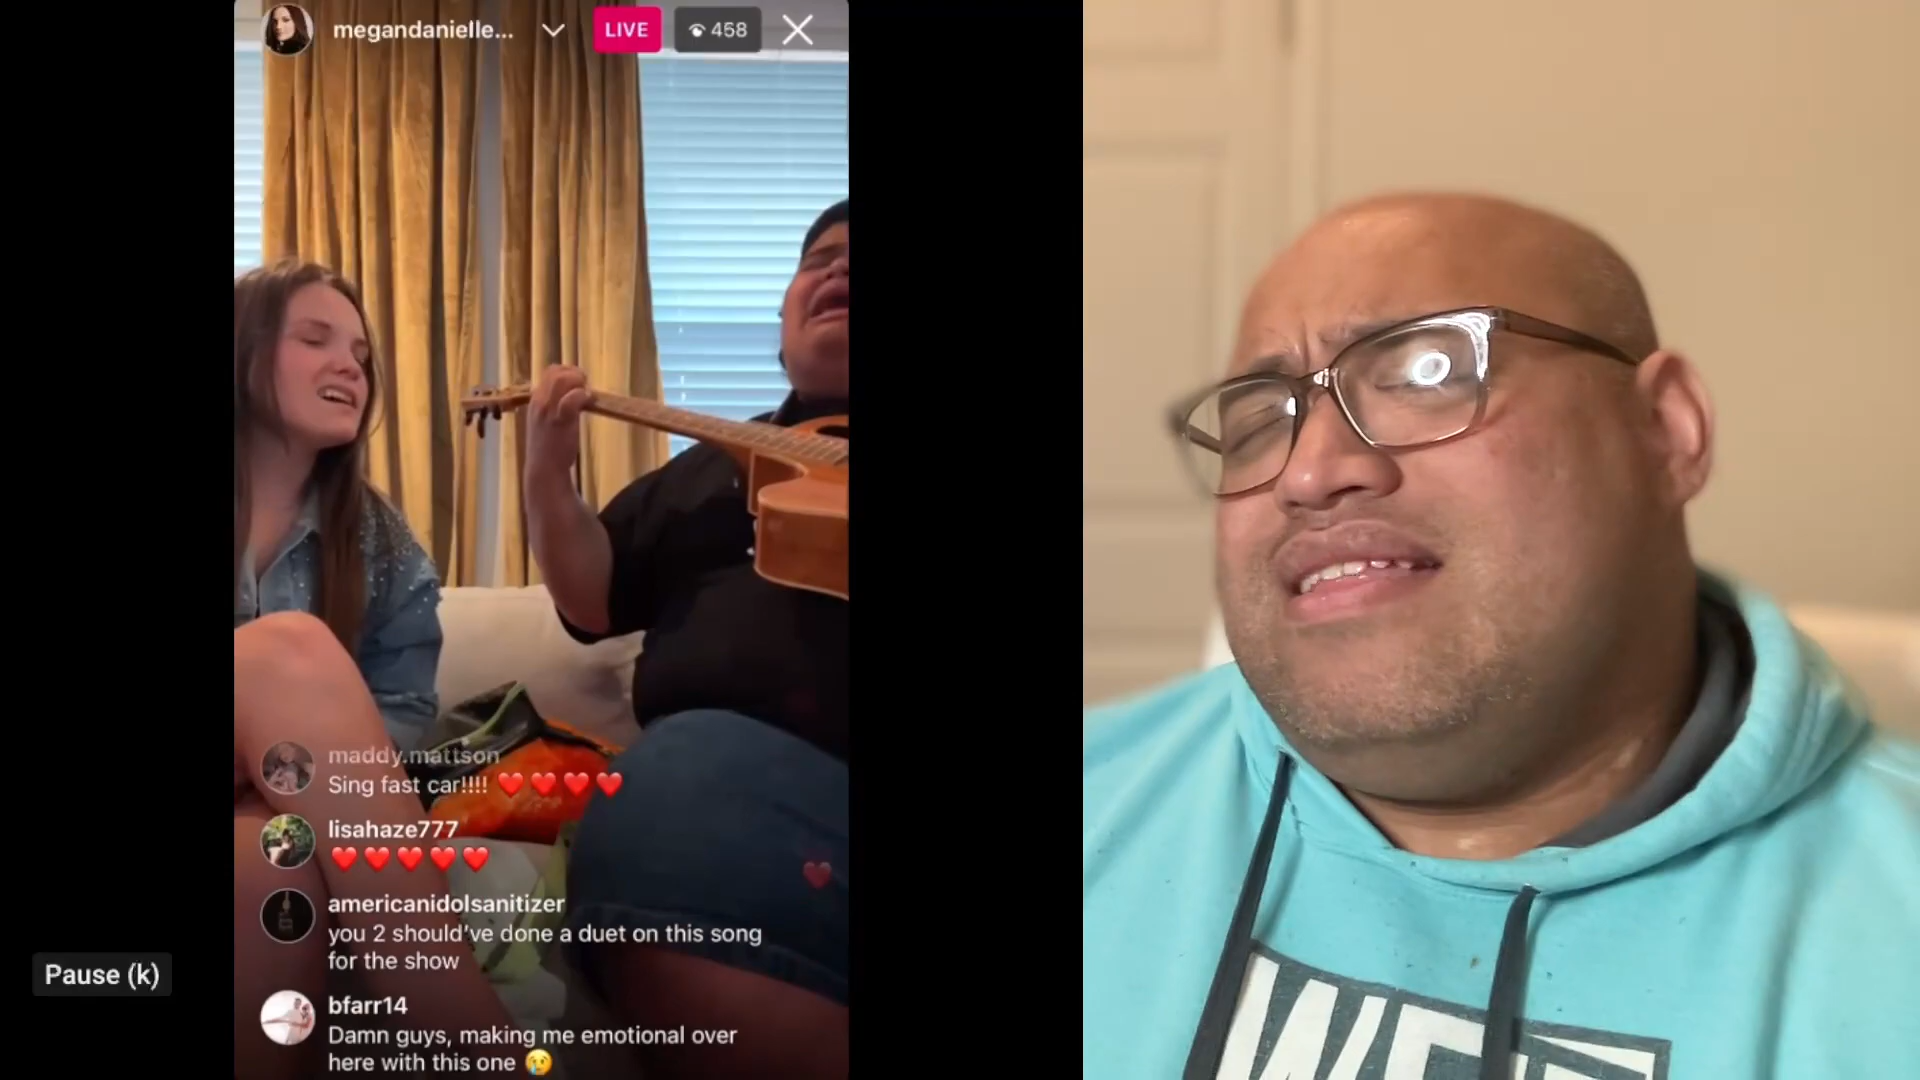 megandanielle...
LIVE
458
maddy.mattson
Sing fast car!!!! ❤️❤️❤️❤️
lisahaze777
❤️❤️❤️❤️❤️
americanidolsanitizer
you 2 should've done a duet on this song
for the show
bfarr14
Damn guys, making me emotional over
here with this one 😢
Pause (k)